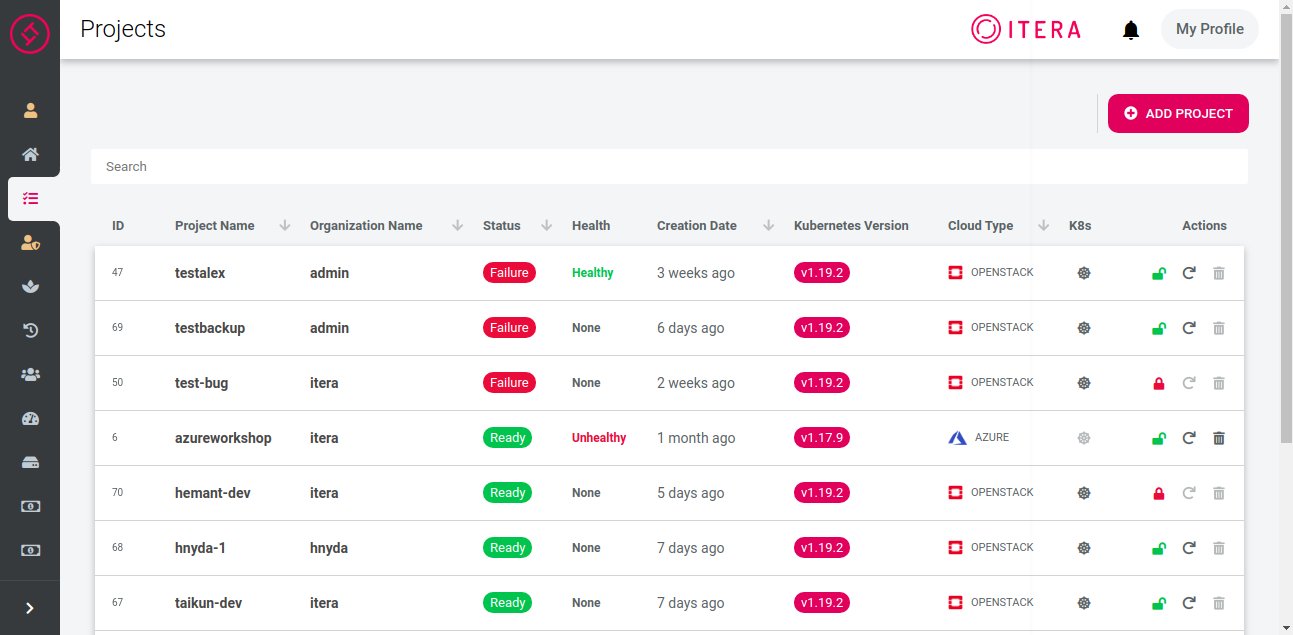 Projects
ITERA
My Profile
ADD PROJECT
Search
ID Project Name Organization Name Status Health Creation Date Kubernetes Version Cloud Type K8s Actions
47 testalex admin Failure Healthy 3 weeks ago v1.19.2 OPENSTACK
69 testbackup admin Failure None 6 days ago v1.19.2 OPENSTACK
50 test-bug itera Failure None 2 weeks ago v1.19.2 OPENSTACK
6 azureworkshop itera Ready Unhealthy 1 month ago v1.17.9 AZURE
70 hemant-dev itera Ready None 5 days ago v1.19.2 OPENSTACK
68 hnyda-1 hnyda Ready None 7 days ago v1.19.2 OPENSTACK
67 taikun-dev itera Ready None 7 days ago v1.19.2 OPENSTACK